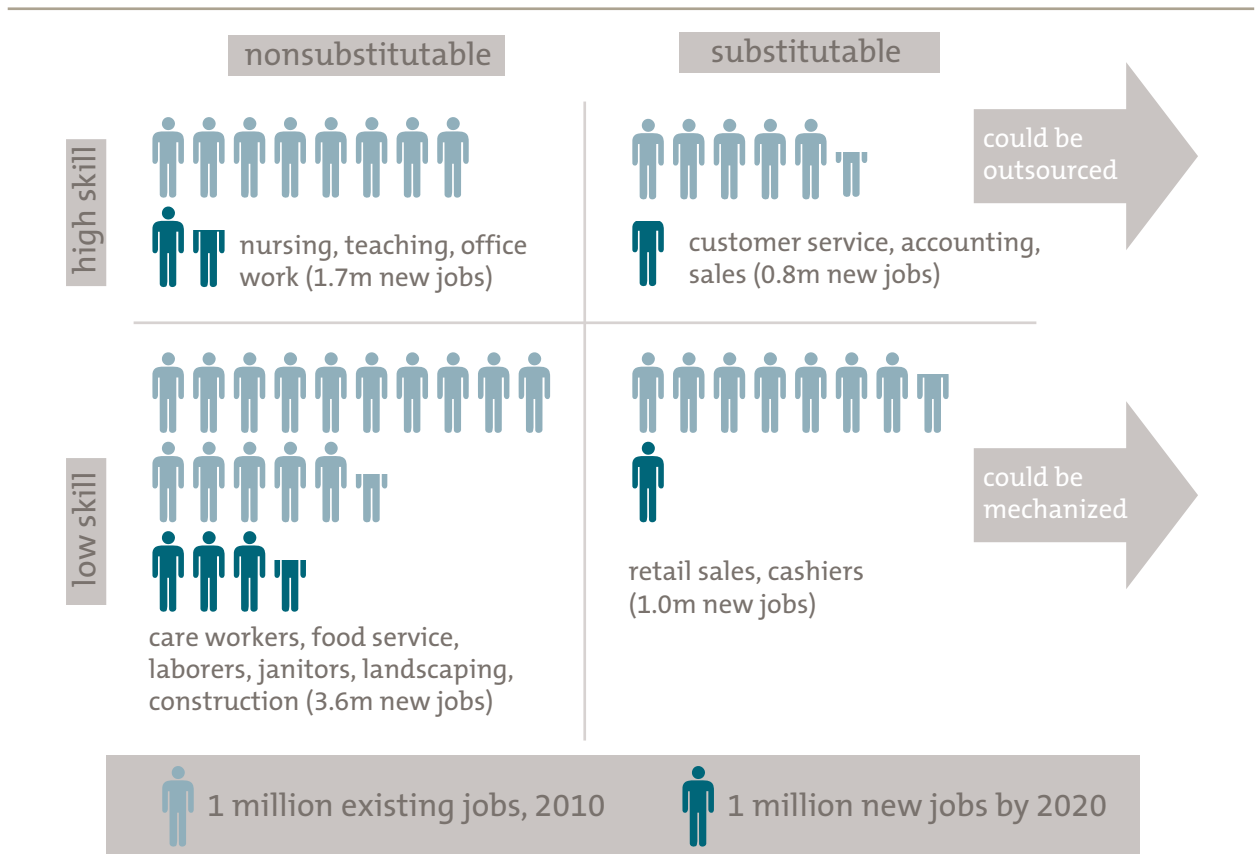 nonsubstitutable
substitutable
high skill
nursing, teaching, office
work (1.7m new jobs)
customer service, accounting,
sales (0.8m new jobs)
could be
outsourced
low skill
care workers, food service,
laborers, janitors, landscaping,
construction (3.6m new jobs)
retail sales, cashiers
(1.0m new jobs)
could be
mechanized
1 million existing jobs, 2010
1 million new jobs by 2020